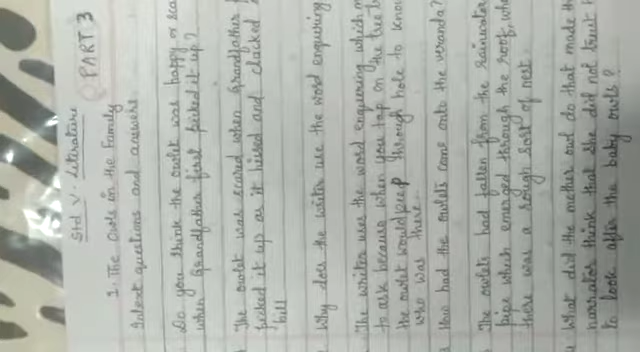 Std V - Literature
PART 3
1. The Owls in the Family
Intext questions and answers.
Do you think the owlet was happy or
when Grandfather first picked it up?
The owlet was scared when Grandfather
picked it up as it hissed and clacked
bill
Why does the writer use the word enquiring
The writer uses the word enquiring which
to ask because when you tap on the tree
the owlet would peep through hole to know
who was there.
How had the owlets come onto the veranda?
The owlets had fallen from the rainwater
pipe which emerged through the roof
there was a rough sort of nest.
What did the mother owl do that made the
narrator think that she did not trust
to look after the baby owls?